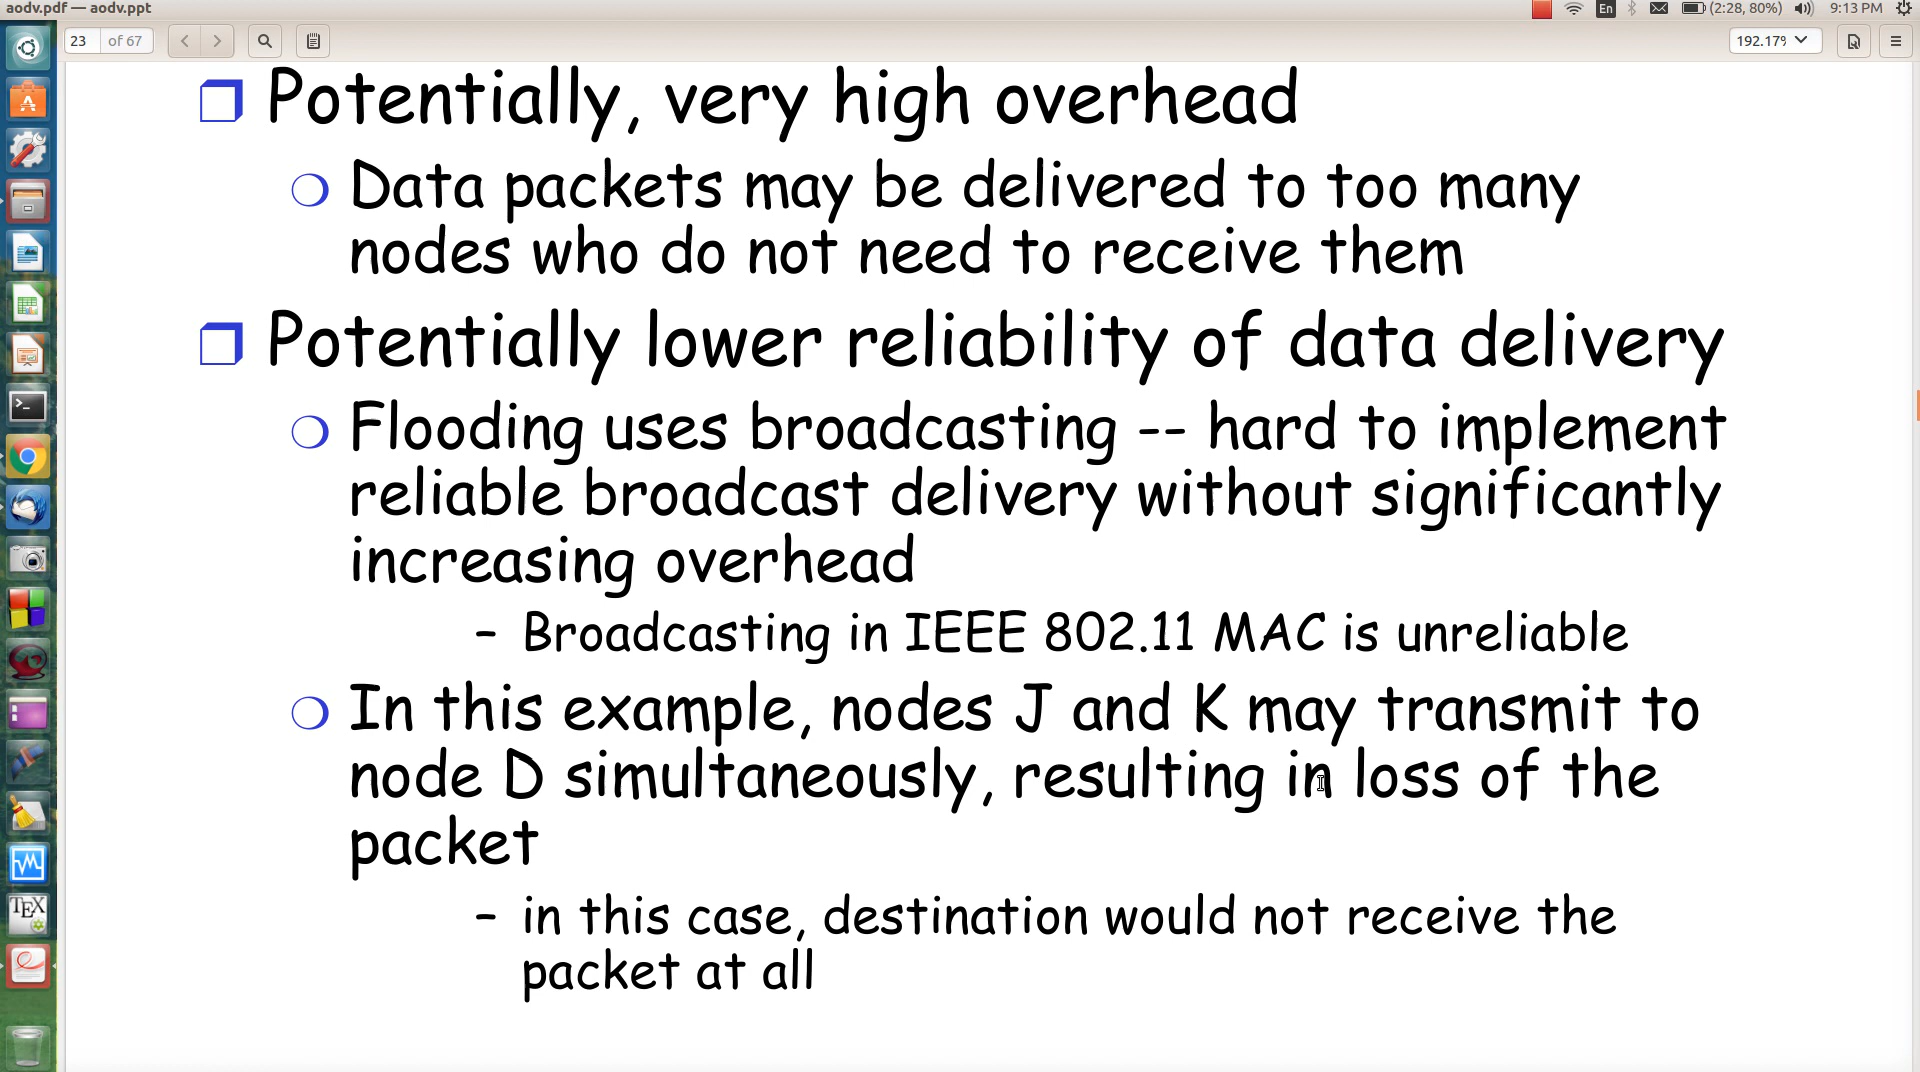 aodv.pdf — aodv.ppt
En
(2:28, 80%)
9:13 PM
23 of 67
192.17%
Potentially, very high overhead
Data packets may be delivered to too many
nodes who do not need to receive them
Potentially lower reliability of data delivery
Flooding uses broadcasting -- hard to implement
reliable broadcast delivery without significantly
increasing overhead
– Broadcasting in IEEE 802.11 MAC is unreliable
In this example, nodes J and K may transmit to
node D simultaneously, resulting in loss of the
packet
– in this case, destination would not receive the
packet at all
TEX